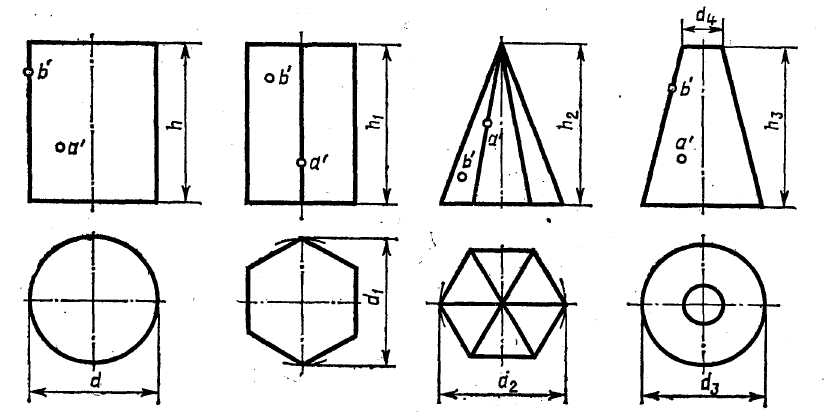 d₄
b′
a′
h
b′
a′
h₁
a′
b′
h₂
b′
a′
h₃
d
d₁
d₂
d₃